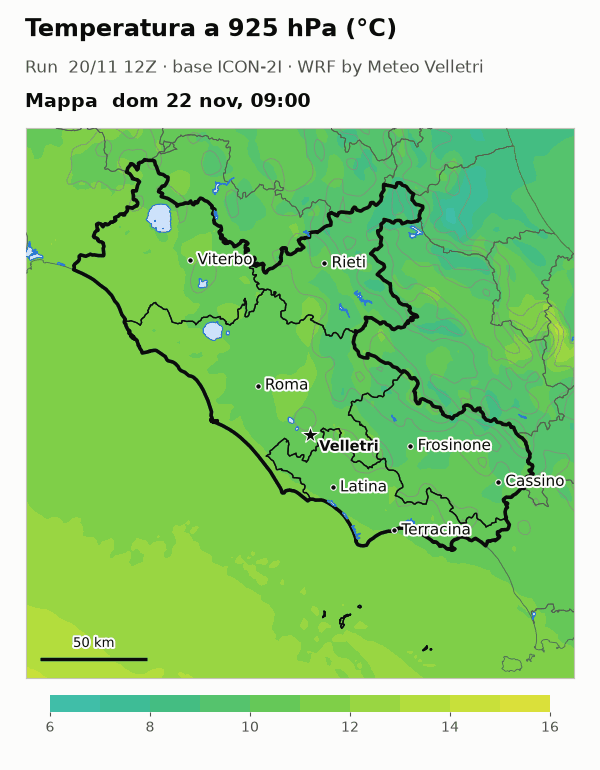 Temperatura a 925 hPa (°C)
Run  20/11 12Z · base ICON-2I · WRF by Meteo Velletri
Mappa  dom 22 nov, 09:00
Viterbo
Rieti
Roma
Velletri
Frosinone
Latina
Cassino
Terracina
50 km
6 8 10 12 14 16